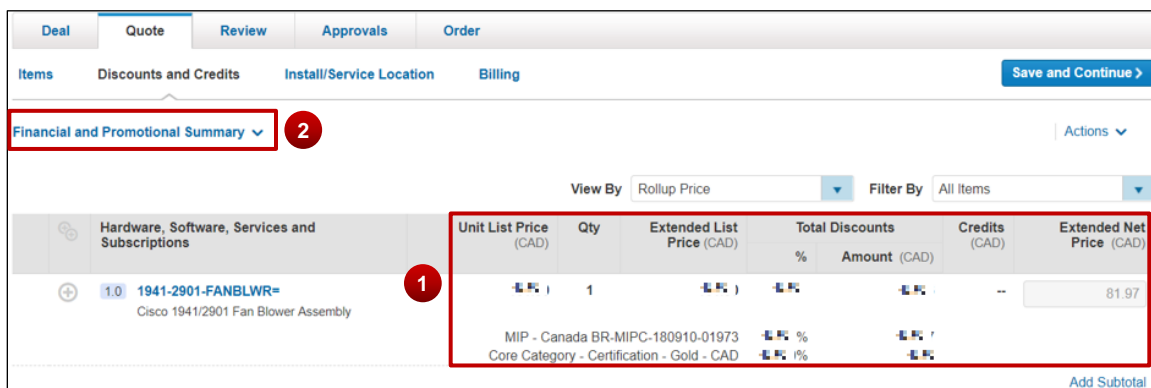 Deal Quote Review Approvals Order
Items Discounts and Credits Install/Service Location Billing Save and Continue >
Financial and Promotional Summary 2 Actions
View By Rollup Price Filter By All Items
Hardware, Software, Services and Subscriptions Unit List Price (CAD) Qty Extended List Price (CAD) Total Discounts Credits (CAD) Extended Net Price (CAD)
% Amount (CAD)
1
1.0 1941-2901-FANBLWR= 1 -- 81.97
Cisco 1941/2901 Fan Blower Assembly
MIP - Canada BR-MIPC-180910-01973 %
Core Category - Certification - Gold - CAD %
Add Subtotal